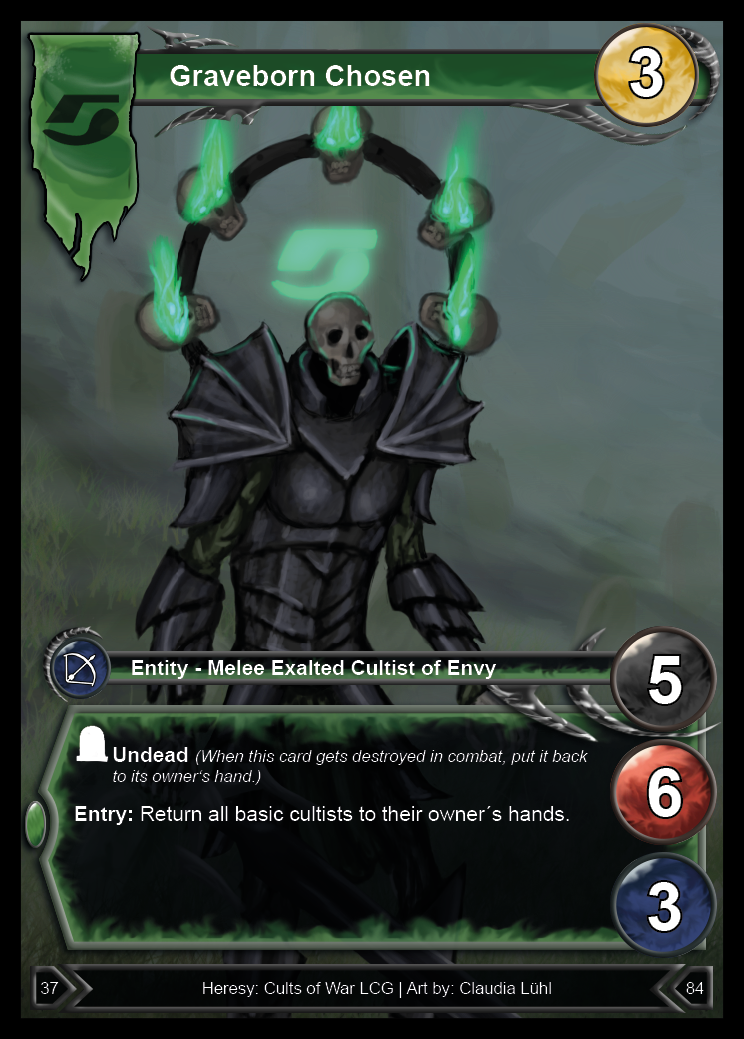 Graveborn Chosen
3
Entity - Melee Exalted Cultist of Envy
5
Undead (When this card gets destroyed in combat, put it back
to its owner‘s hand.)
6
Entry: Return all basic cultists to their owner´s hands.
3
37
Heresy: Cults of War LCG | Art by: Claudia Lühl
84